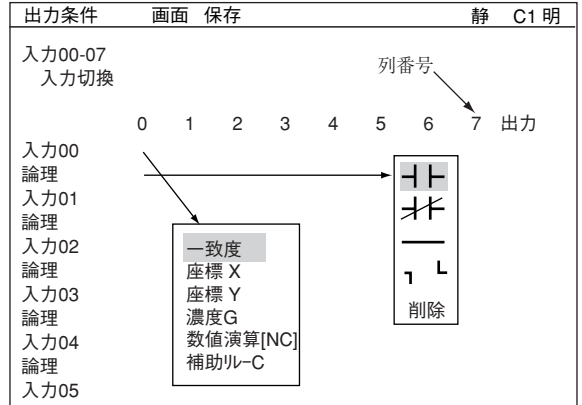 出力条件 画面 保存 静 C1 明
入力00-07
入力切換
列番号
0 1 2 3 4 5 6 7 出力
入力00
論理
入力01
論理
入力02
論理
入力03
論理
入力04
論理
入力05
一致度
座標 X
座標 Y
濃度G
数値演算[NC]
補助リレーC
削除